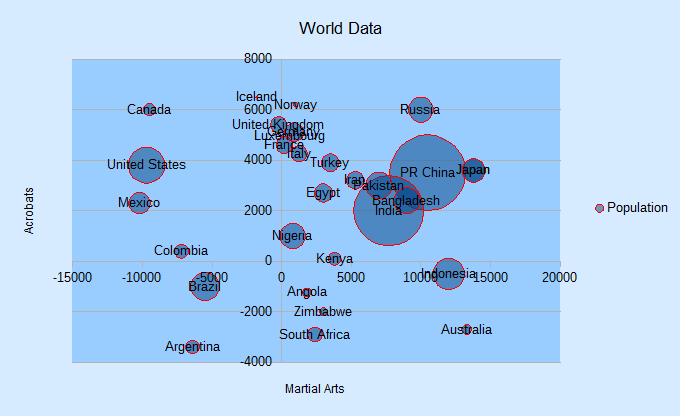 World Data
8000
Iceland
Norway
Canada
6000
Russia
United Kingdom
Germany
Luxembourg
France
Italy
4000
United States
Turkey
PR China
Japan
Iran
Pakistan
Mexico
Egypt
Bangladesh
India
2000
Acrobats
Population
Nigeria
Colombia
Kenya
0
-15000 -10000 -5000 0 5000 10000 15000 20000
Indonesia
Brazil
Angola
-2000
Zimbabwe
South Africa
Australia
Argentina
-4000
Martial Arts